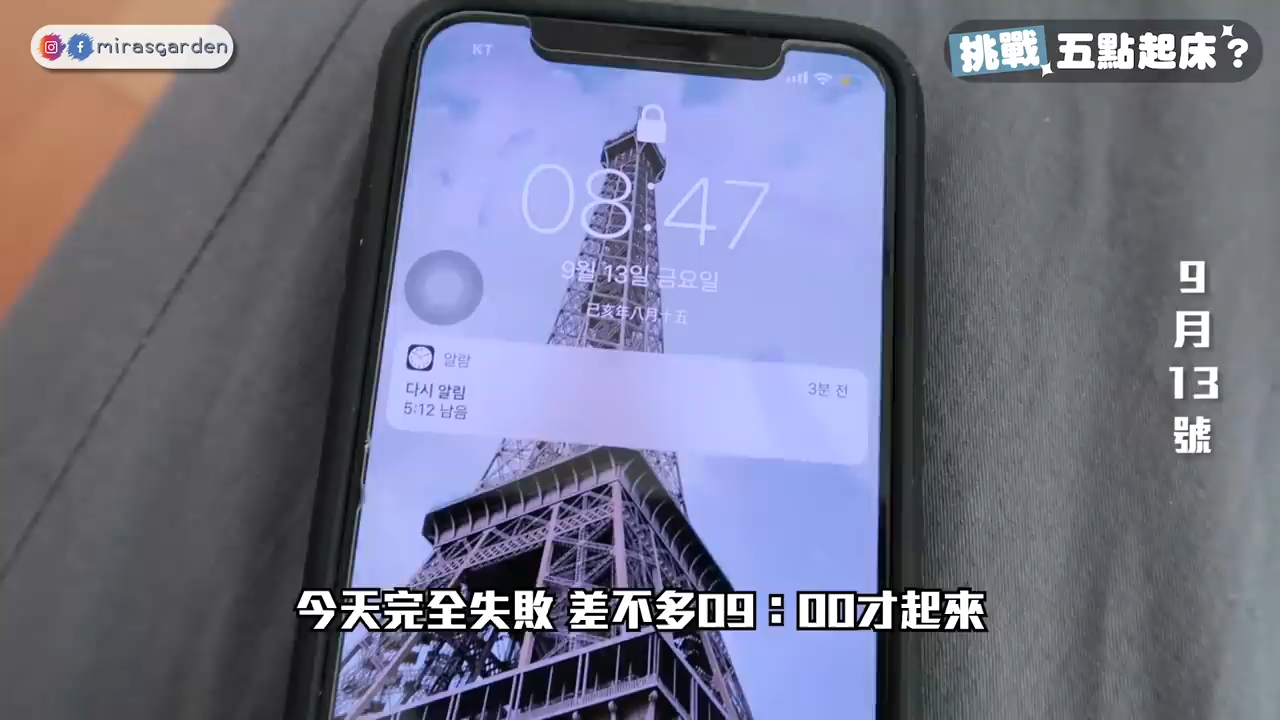 mirasgarden
挑戰 五點起床?
KT
08:47
9월 13일 금요일
己亥年八月十五
알람
다시 알림
3분 전
5:12 남음
9月13號
今天完全失敗 差不多09:00才起來